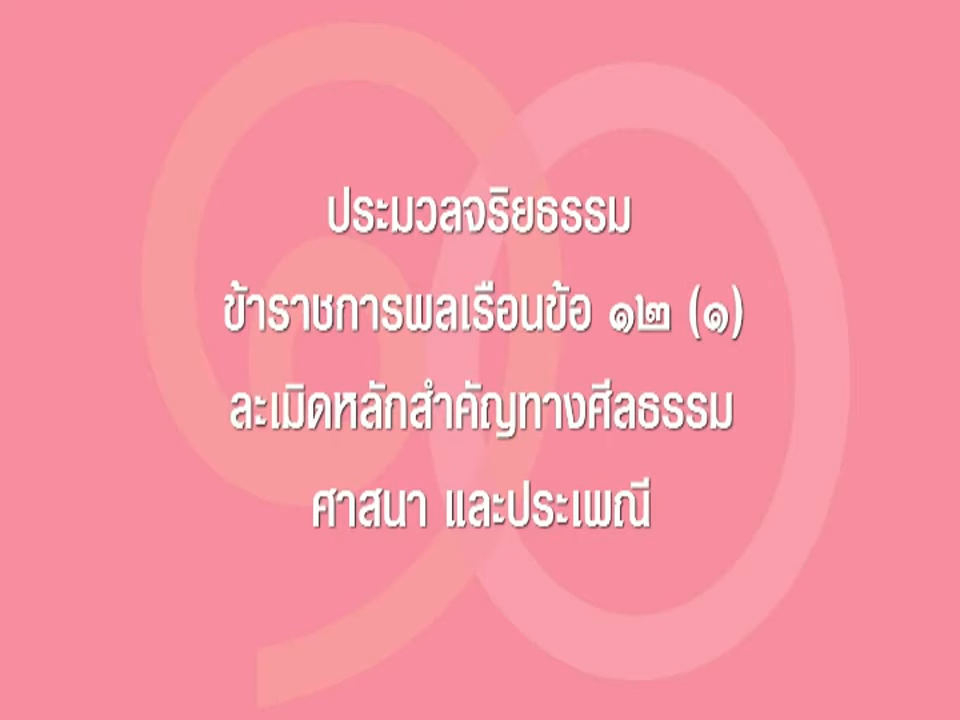 ประมวลจริยธรรม
ข้าราชการพลเรือนข้อ ๑๒ (๑)
ละเมิดหลักสำคัญทางศีลธรรม
ศาสนา และประเพณี